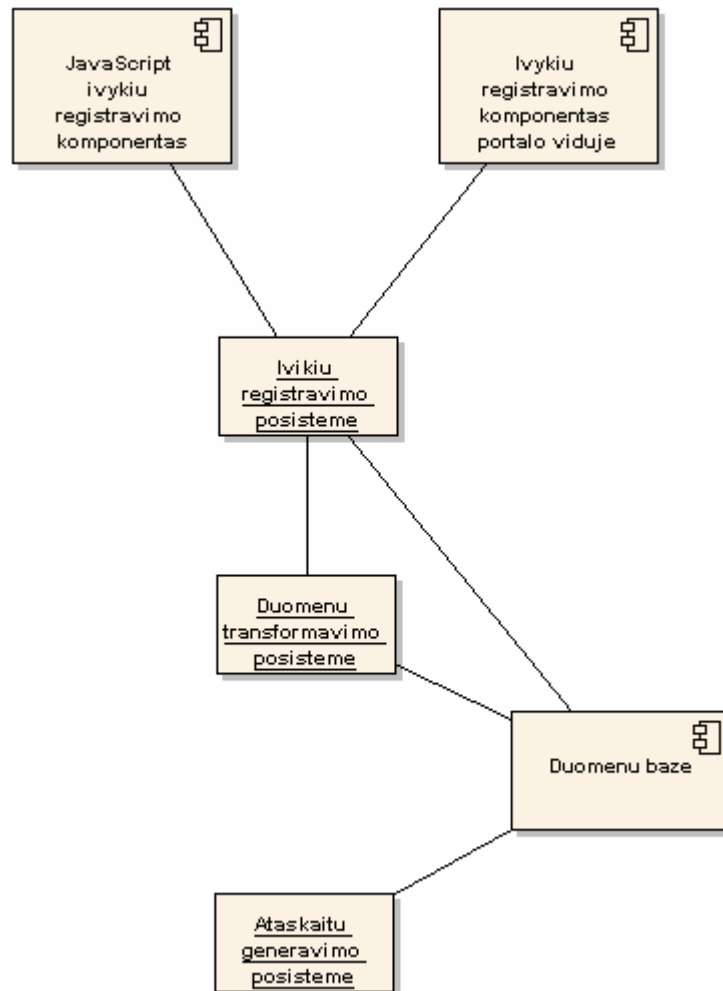 JavaScript
ivykiu
registravimo
komponentas
Ivykiu
registravimo
komponentas
portalo viduje
Ivikiu
registravimo
posisteme
Duomenu
transformavimo
posisteme
Duomenu baze
Ataskaitu
generavimo
posisteme